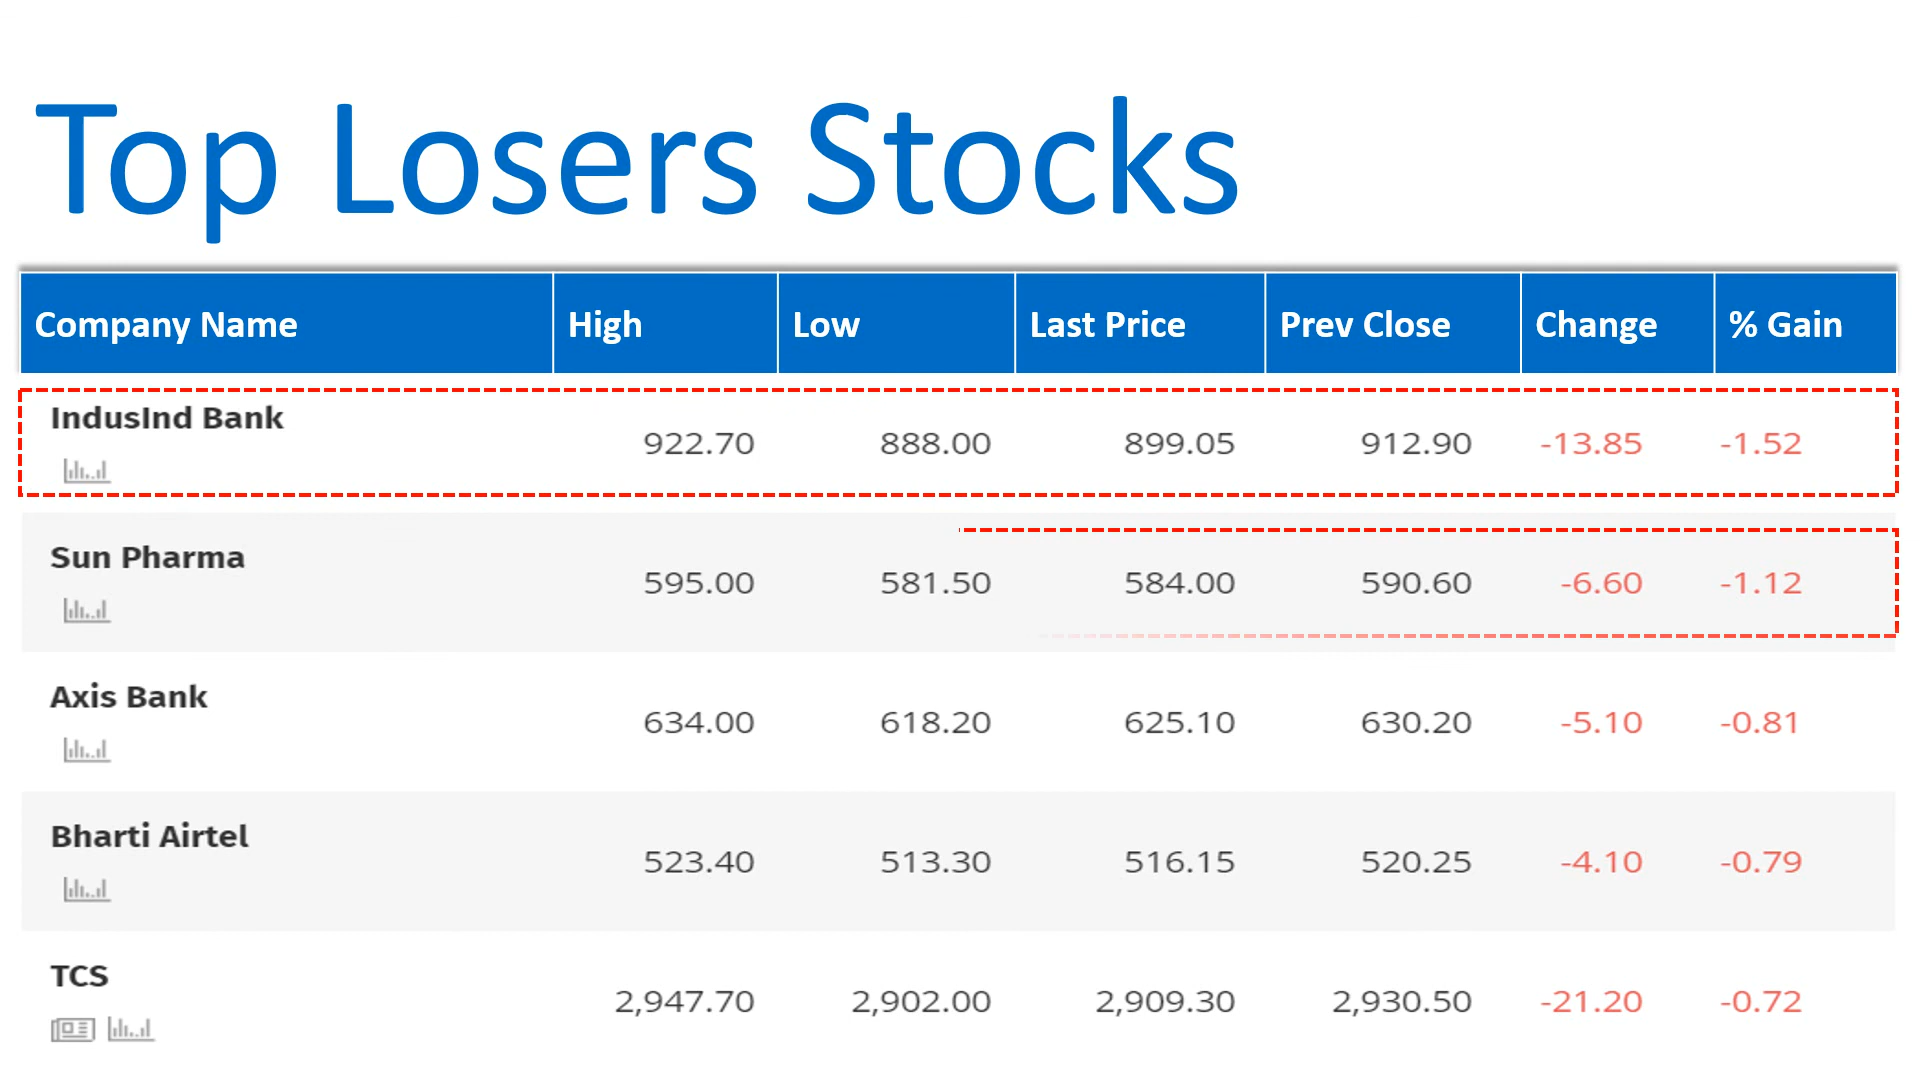 Top Losers Stocks
Company Name High Low Last Price Prev Close Change % Gain
IndusInd Bank 922.70 888.00 899.05 912.90 -13.85 -1.52
Sun Pharma 595.00 581.50 584.00 590.60 -6.60 -1.12
Axis Bank 634.00 618.20 625.10 630.20 -5.10 -0.81
Bharti Airtel 523.40 513.30 516.15 520.25 -4.10 -0.79
TCS 2,947.70 2,902.00 2,909.30 2,930.50 -21.20 -0.72